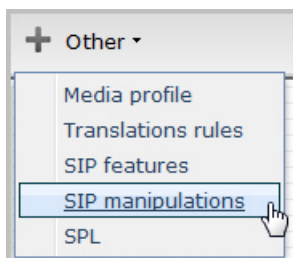 Other
Media profile
Translations rules
SIP features
SIP manipulations
SPL